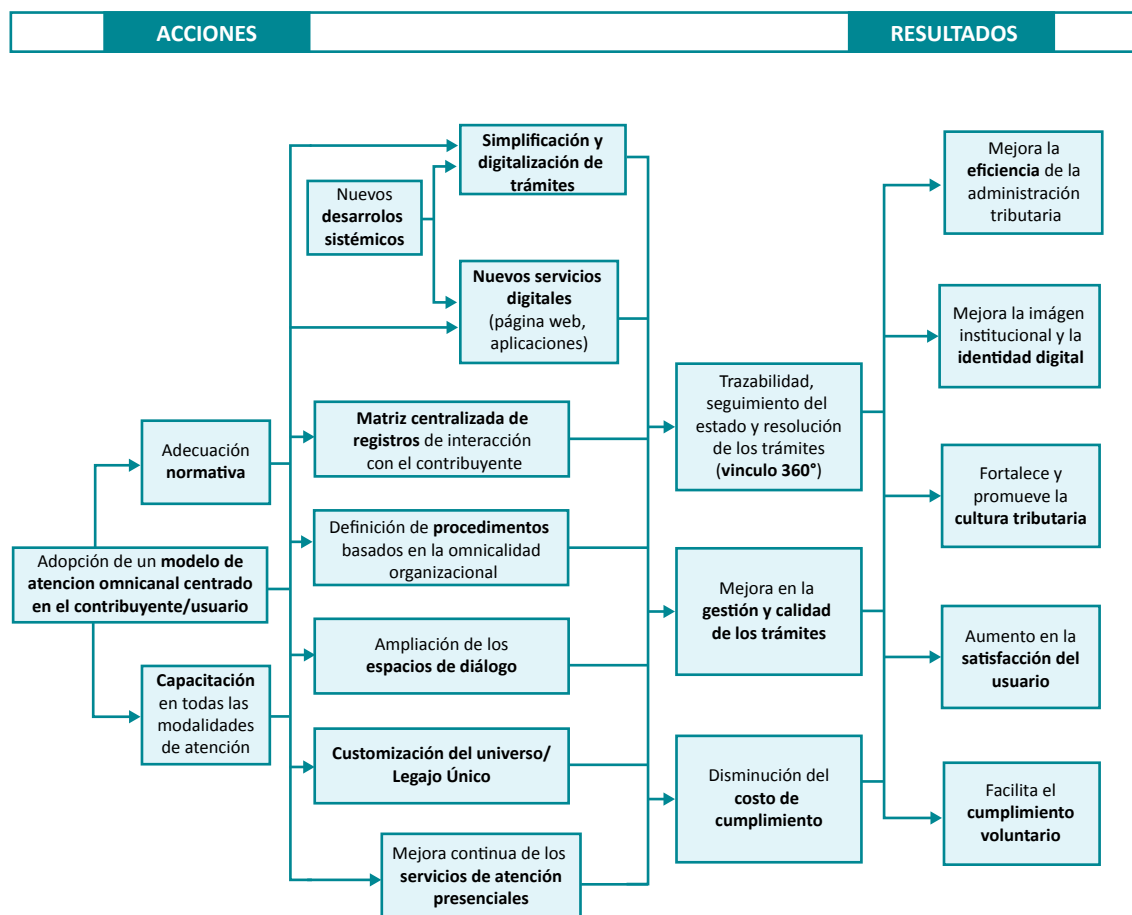 ACCIONES
RESULTADOS
Simplificación y
digitalización de
trámites
Nuevos
desarrolos
sistémicos
Nuevos servicios
digitales
(página web,
aplicaciones)
Matriz centralizada de
registros de interacción
con el contribuyente
Adecuación
normativa
Definición de procedimentos
basados en la omnicalidad
organizacional
Adopción de un modelo de
atencion omnicanal centrado
en el contribuyente/usuario
Ampliación de los
espacios de diálogo
Capacitación
en todas las
modalidades
de atención
Customización del universo/
Legajo Único
Mejora continua de los
servicios de atención
presenciales
Trazabilidad,
seguimiento del
estado y resolución
de los trámites
(vinculo 360°)
Mejora en la
gestión y calidad
de los trámites
Disminución del
costo de
cumplimiento
Mejora la
eficiencia de la
administración
tributaria
Mejora la imágen
institucional y la
identidad digital
Fortalece y
promueve la
cultura tributaria
Aumento en la
satisfacción del
usuario
Facilita el
cumplimiento
voluntario